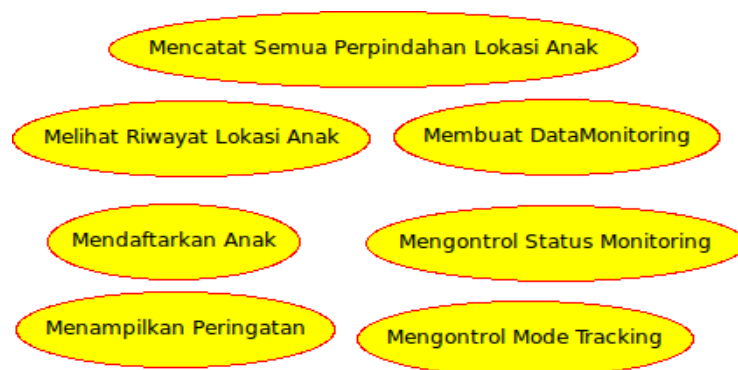 Mencatat Semua Perpindahan Lokasi Anak
Melihat Riwayat Lokasi Anak
Membuat DataMonitoring
Mendaftarkan Anak
Mengontrol Status Monitoring
Menampilkan Peringatan
Mengontrol Mode Tracking